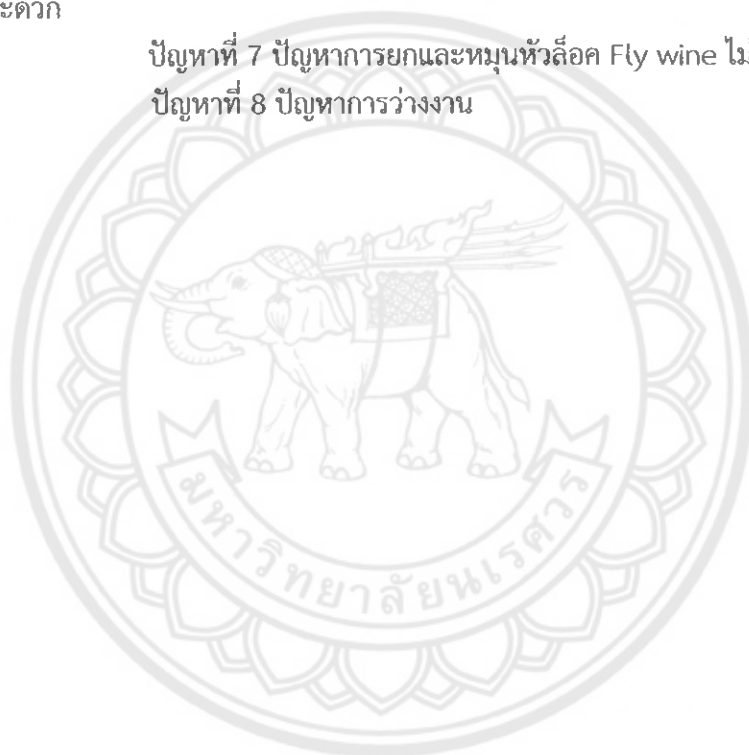 ะดวก
ปัญหาที่ 7 ปัญหาการยกและหมุนหัวล็อค Fly wine ไม่
ปัญหาที่ 8 ปัญหาการว่างงาน
มหาวิทยาลัยนเรศวร